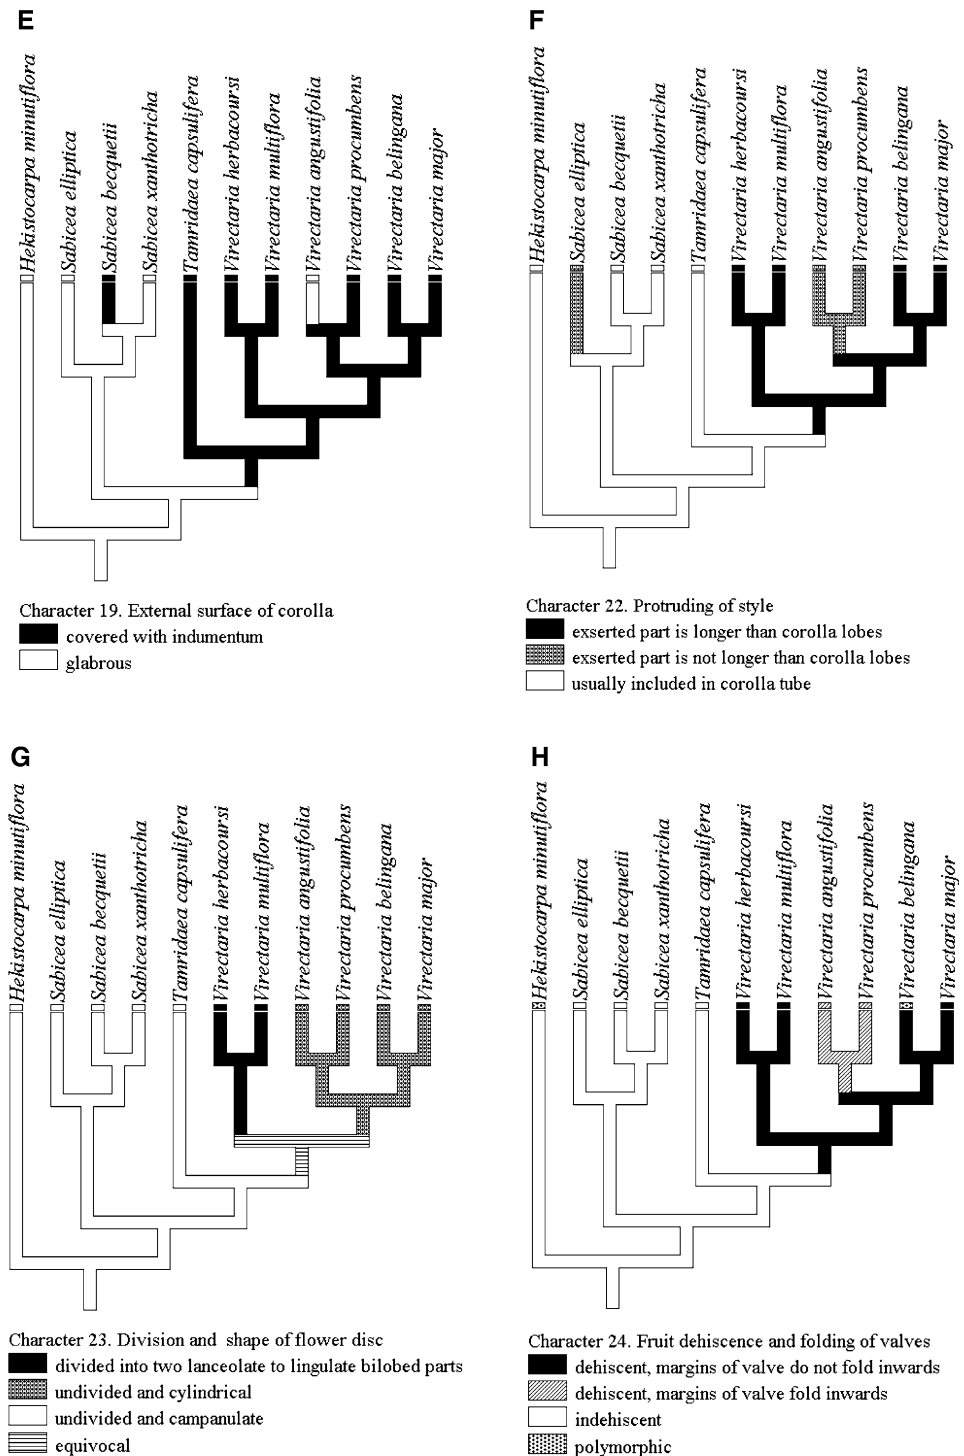 E
Hekistocarpa minutiflora
Sabicea elliptica
Sabicea becquetii
Sabicea xanthotricha
Tamridaea capsulifera
Virectaria herbacoursi
Virectaria multiflora
Virectaria angustifolia
Virectaria procumbens
Virectaria belingana
Virectaria major
Character 19. External surface of corolla
covered with indumentum
glabrous
F
Hekistocarpa minutiflora
Sabicea elliptica
Sabicea becquetii
Sabicea xanthotricha
Tamridaea capsulifera
Virectaria herbacoursi
Virectaria multiflora
Virectaria angustifolia
Virectaria procumbens
Virectaria belingana
Virectaria major
Character 22. Protruding of style
exserted part is longer than corolla lobes
exserted part is not longer than corolla lobes
usually included in corolla tube
G
Hekistocarpa minutiflora
Sabicea elliptica
Sabicea becquetii
Sabicea xanthotricha
Tamridaea capsulifera
Virectaria herbacoursi
Virectaria multiflora
Virectaria angustifolia
Virectaria procumbens
Virectaria belingana
Virectaria major
Character 23. Division and shape of flower disc
divided into two lanceolate to lingulate bilobed parts
undivided and cylindrical
undivided and campanulate
equivocal
H
Hekistocarpa minutiflora
Sabicea elliptica
Sabicea becquetii
Sabicea xanthotricha
Tamridaea capsulifera
Virectaria herbacoursi
Virectaria multiflora
Virectaria angustifolia
Virectaria procumbens
Virectaria belingana
Virectaria major
Character 24. Fruit dehiscence and folding of valves
dehiscent, margins of valve do not fold inwards
dehiscent, margins of valve fold inwards
indehiscent
polymorphic